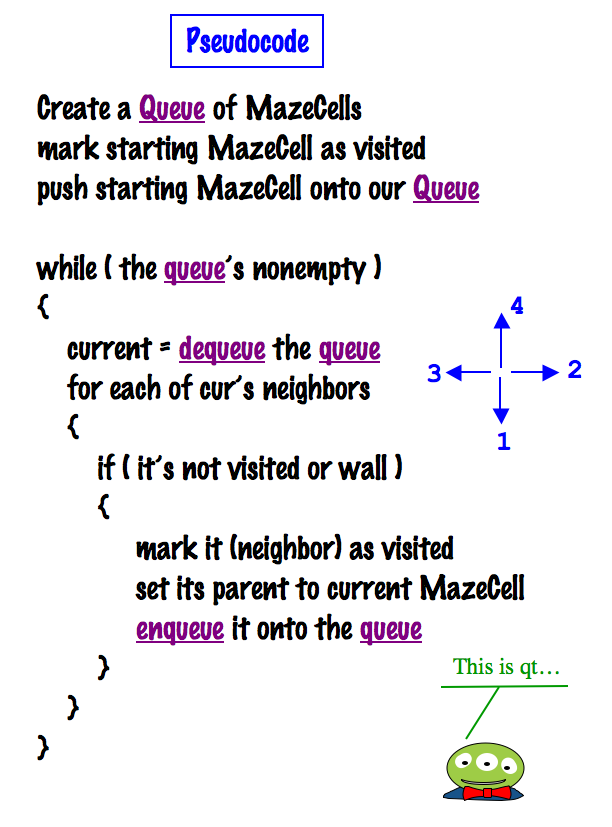 Pseudocode
Create a Queue of MazeCells
mark starting MazeCell as visited
push starting MazeCell onto our Queue
while ( the queue's nonempty )
{
current = dequeue the queue
for each of cur's neighbors
{
if ( it's not visited or wall )
{
mark it (neighbor) as visited
set its parent to current MazeCell
enqueue it onto the queue
}
}
}
4
3
2
1
This is qt…